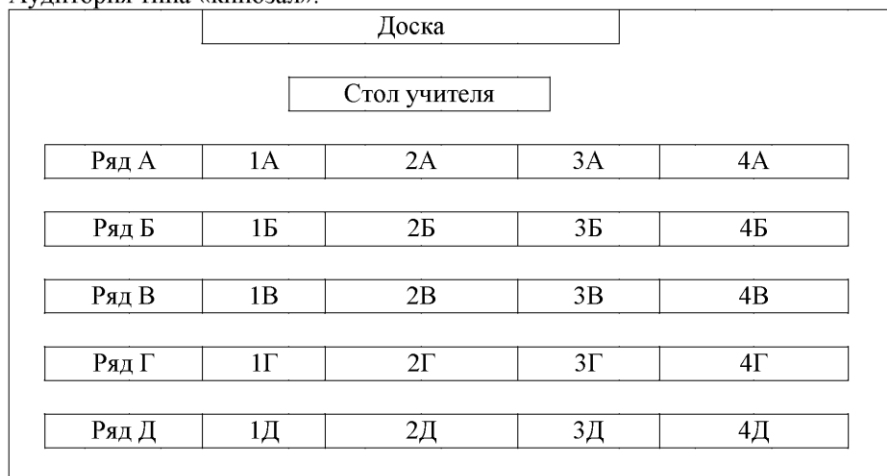 Аудитория типа «кинозал».
Доска
Стол учителя
Ряд А 1А 2А 3А 4А
Ряд Б 1Б 2Б 3Б 4Б
Ряд В 1В 2В 3В 4В
Ряд Г 1Г 2Г 3Г 4Г
Ряд Д 1Д 2Д 3Д 4Д